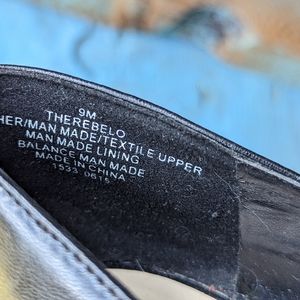 9M
THEREBELO
HER/MAN MADE/TEXTILE UPPER
MAN MADE LINING
BALANCE MAN MADE
MADE IN CHINA
1533 0615